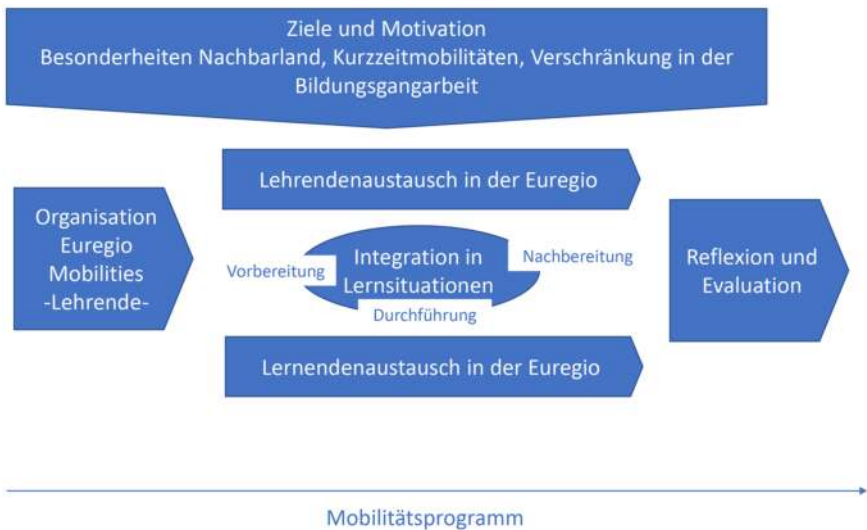 Ziele und Motivation
Besonderheiten Nachbarland, Kurzzeitmobilitäten, Verschränkung in der
Bildungsgangarbeit
Lehrendenaustausch in der Euregio
Organisation
Euregio
Mobilities
-Lehrende-
Vorbereitung
Integration in
Lernsituationen
Nachbereitung
Durchführung
Reflexion und
Evaluation
Lernendenaustausch in der Euregio
Mobilitätsprogramm